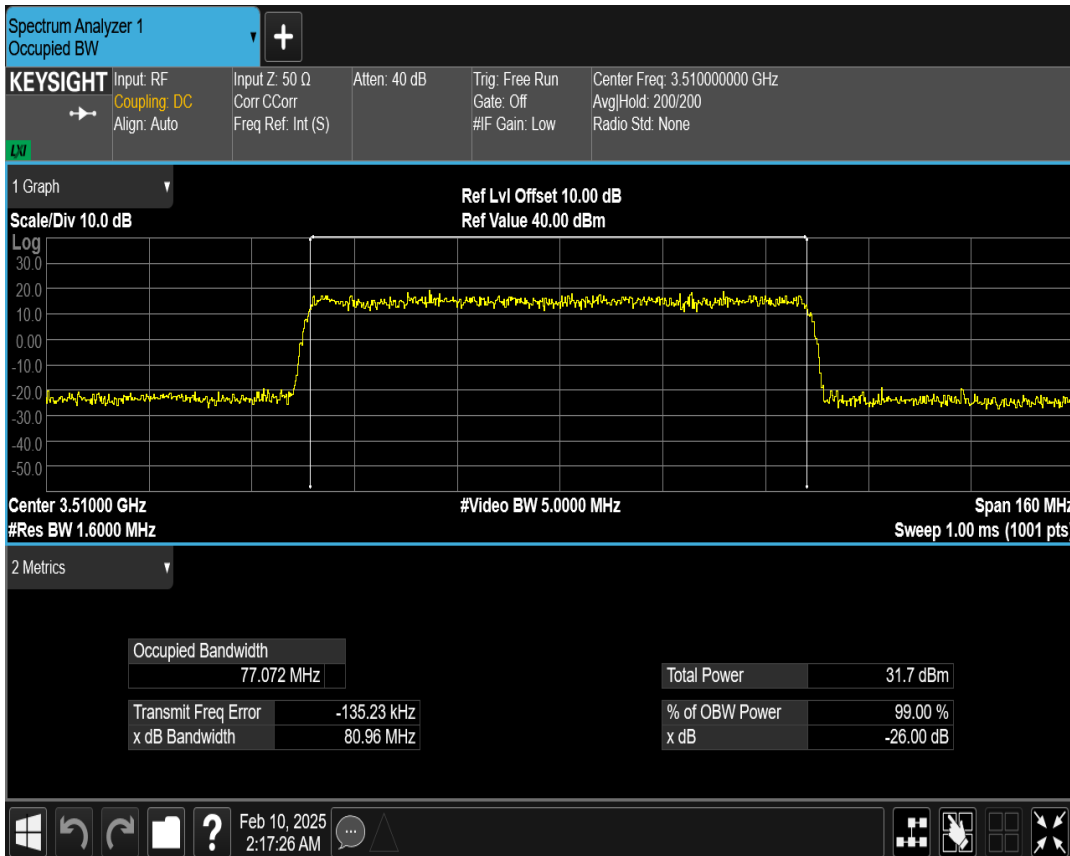 Spectrum Analyzer 1
Occupied BW
KEYSIGHT
LXI
Input: RF
Coupling: DC
Align: Auto
Input Z: 50 Ω
Corr CCorr
Freq Ref: Int (S)
Atten: 40 dB
Trig: Free Run
Gate: Off
#IF Gain: Low
Center Freq: 3.510000000 GHz
Avg|Hold: 200/200
Radio Std: None
1 Graph
Scale/Div 10.0 dB
Ref Lvl Offset 10.00 dB
Ref Value 40.00 dBm
Log
30.0
20.0
10.0
0.00
-10.0
-20.0
-30.0
-40.0
-50.0
Center 3.51000 GHz
#Video BW 5.0000 MHz
Span 160 MHz
#Res BW 1.6000 MHz
Sweep 1.00 ms (1001 pts)
2 Metrics
Occupied Bandwidth
77.072 MHz
Total Power 31.7 dBm
Transmit Freq Error -135.23 kHz
% of OBW Power 99.00 %
x dB Bandwidth 80.96 MHz
x dB -26.00 dB
?
Feb 10, 2025
2:17:26 AM